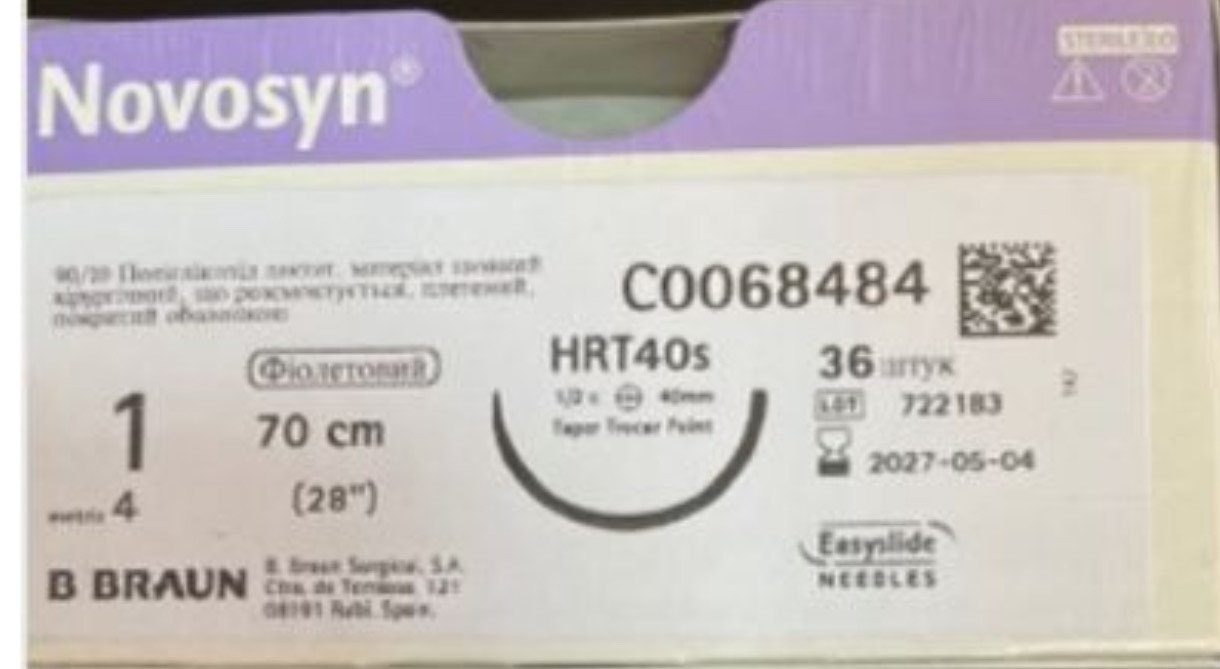 Novosyn®
STERILE EO
90/10 Полігліколід лактат, матеріал шовний
хірургічний, що розсмоктується, плетений,
покритий оболонкою
C0068484
Фіолетовий
HRT40s
36 штук
1/2 c 40mm
Taper Trocar Point
LOT 722183
1
70 cm
2027-05-04
metric 4
(28")
Easyslide
NEEDLES
B BRAUN
B. Braun Surgical, S.A.
Ctra. de Terrassa, 121
08191 Rubí. Spain.